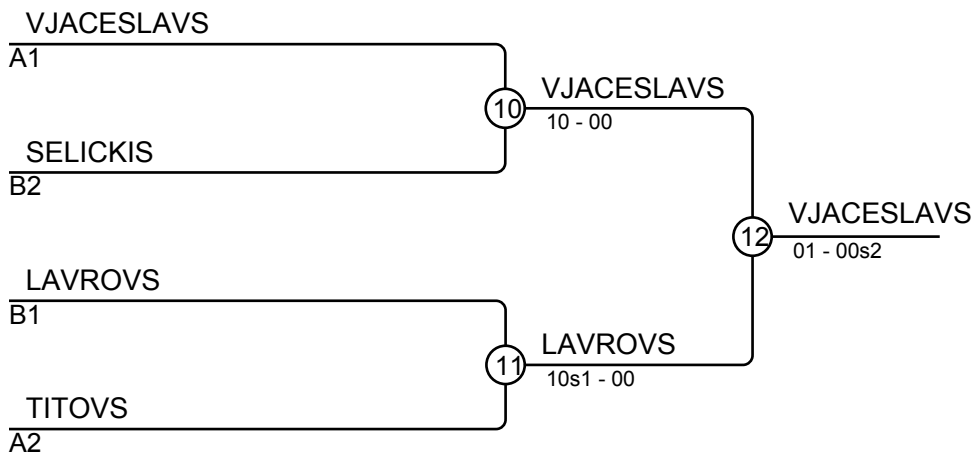 VJACESLAVS
A1
10
VJACESLAVS
10 - 00
SELICKIS
B2
12
VJACESLAVS
01 - 00s2
LAVROVS
B1
11
LAVROVS
10s1 - 00
TITOVS
A2